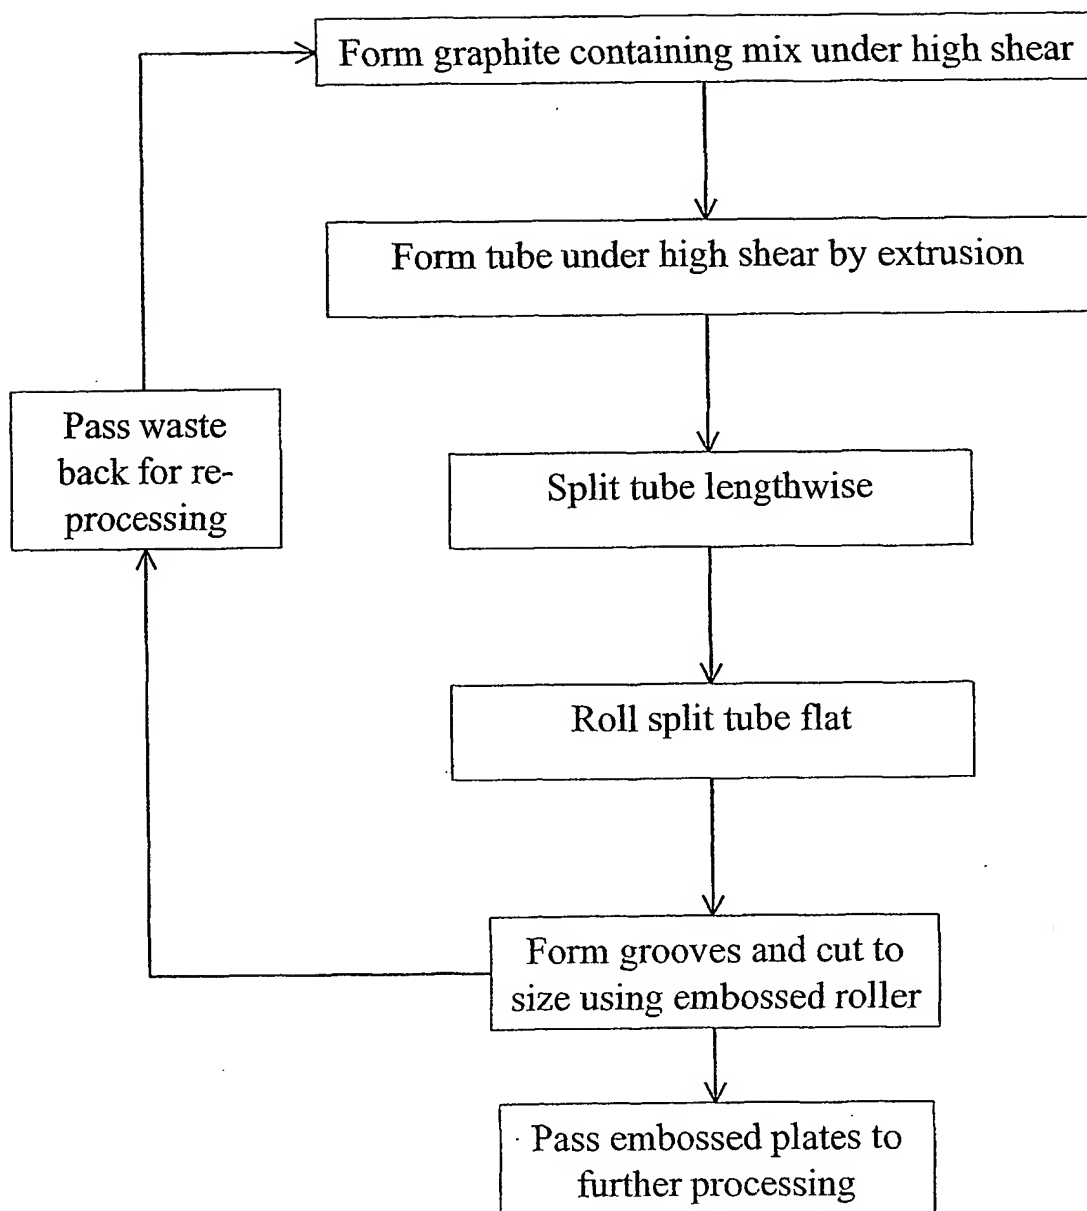 Form graphite containing mix under high shear
Form tube under high shear by extrusion
Pass waste
back for re-
processing
Split tube lengthwise
Roll split tube flat
Form grooves and cut to
size using embossed roller
Pass embossed plates to
further processing